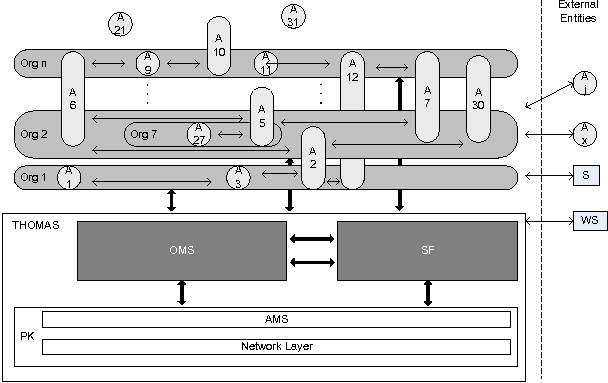 External
Entities
A
21
A
31
A
10
Org n
A
6
A
9
A
11
A
12
A
7
A
30
A
j
A
5
Org 2
Org 7
A
27
A
x
A
2
Org 1
A
1
A
3
S
THOMAS
WS
OMS
SF
PK
AMS
Network Layer